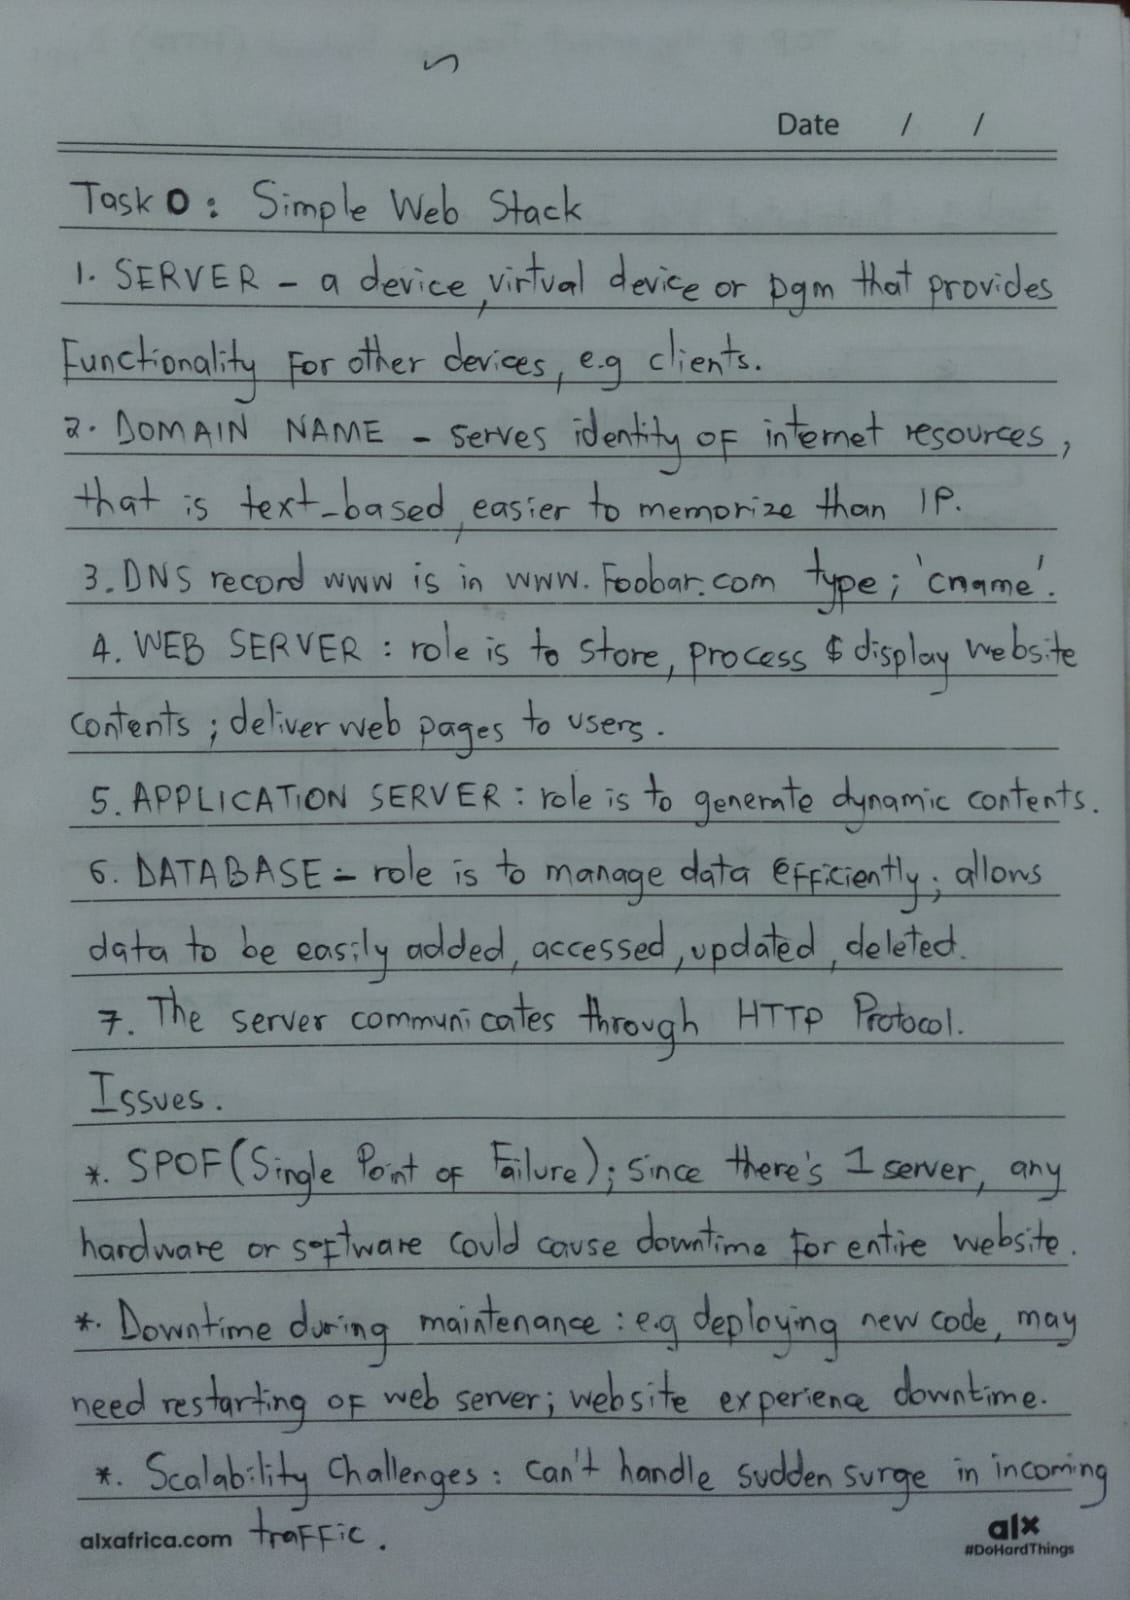 Date / /
Task 0: Simple Web Stack
1. SERVER - a device, virtual device or pgm that provides
Functionality For other devices, e.g clients.
2. DOMAIN NAME - serves identity of internet resources,
that is text-based, easier to memorize than IP.
3. DNS record www is in www.Foobar.com type; 'cname'.
4. WEB SERVER : role is to store, process & display website
contents; deliver web pages to users.
5. APPLICATION SERVER: role is to generate dynamic contents.
6. DATABASE - role is to manage data efficiently; allows
data to be easily added, accessed, updated, deleted.
7. The server communicates through HTTP Protocol.
Issues.
*. SPOF (Single Point of Failure); Since there's 1 server, any
hardware or software could cause downtime for entire website.
*. Downtime during maintenance: e.g deploying new code, may
need restarting of web server; website experience downtime.
*. Scalability Challenges: can't handle sudden surge in incoming
traffic.
alxafrica.com
alx
#DoHardThings